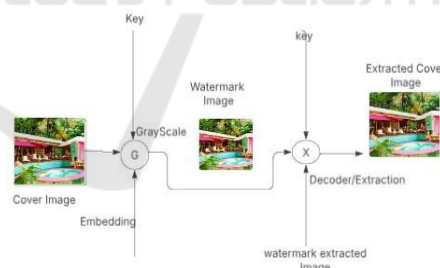 Key
key
Extracted Cover
Image
Watermark
Image
GrayScale
G
X
Decoder/Extraction
Cover Image
Embedding
watermark extracted
Image